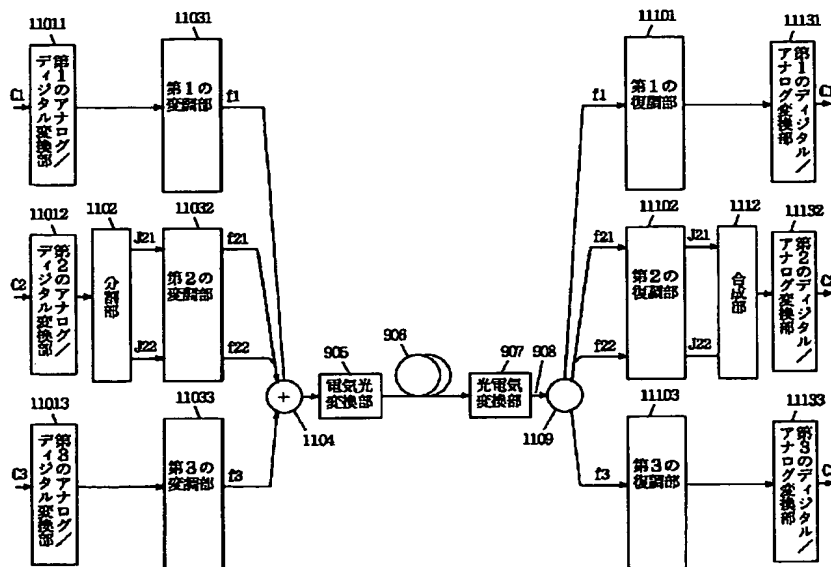 11011
11031
11101
11131
C1
第1のアナログ/
ディジタル変換部
第1の
変調部
f1
f1
第1の
復調部
第1のディジタル/
アナログ変換部
11012
1102
11032
11102
1112
11132
C2
第2のアナログ/
ディジタル変換部
分割部
J21
J22
第2の
変調部
f21
f22
f21
f22
第2の
復調部
J21
J22
合成部
第2のディジタル/
アナログ変換部
905
906
907
908
電気光
変換部
光電気
変換部
+
1104
1109
11013
11033
11103
11133
C3
第3のアナログ/
ディジタル変換部
第3の
変調部
f3
f3
第3の
復調部
第3のディジタル/
アナログ変換部